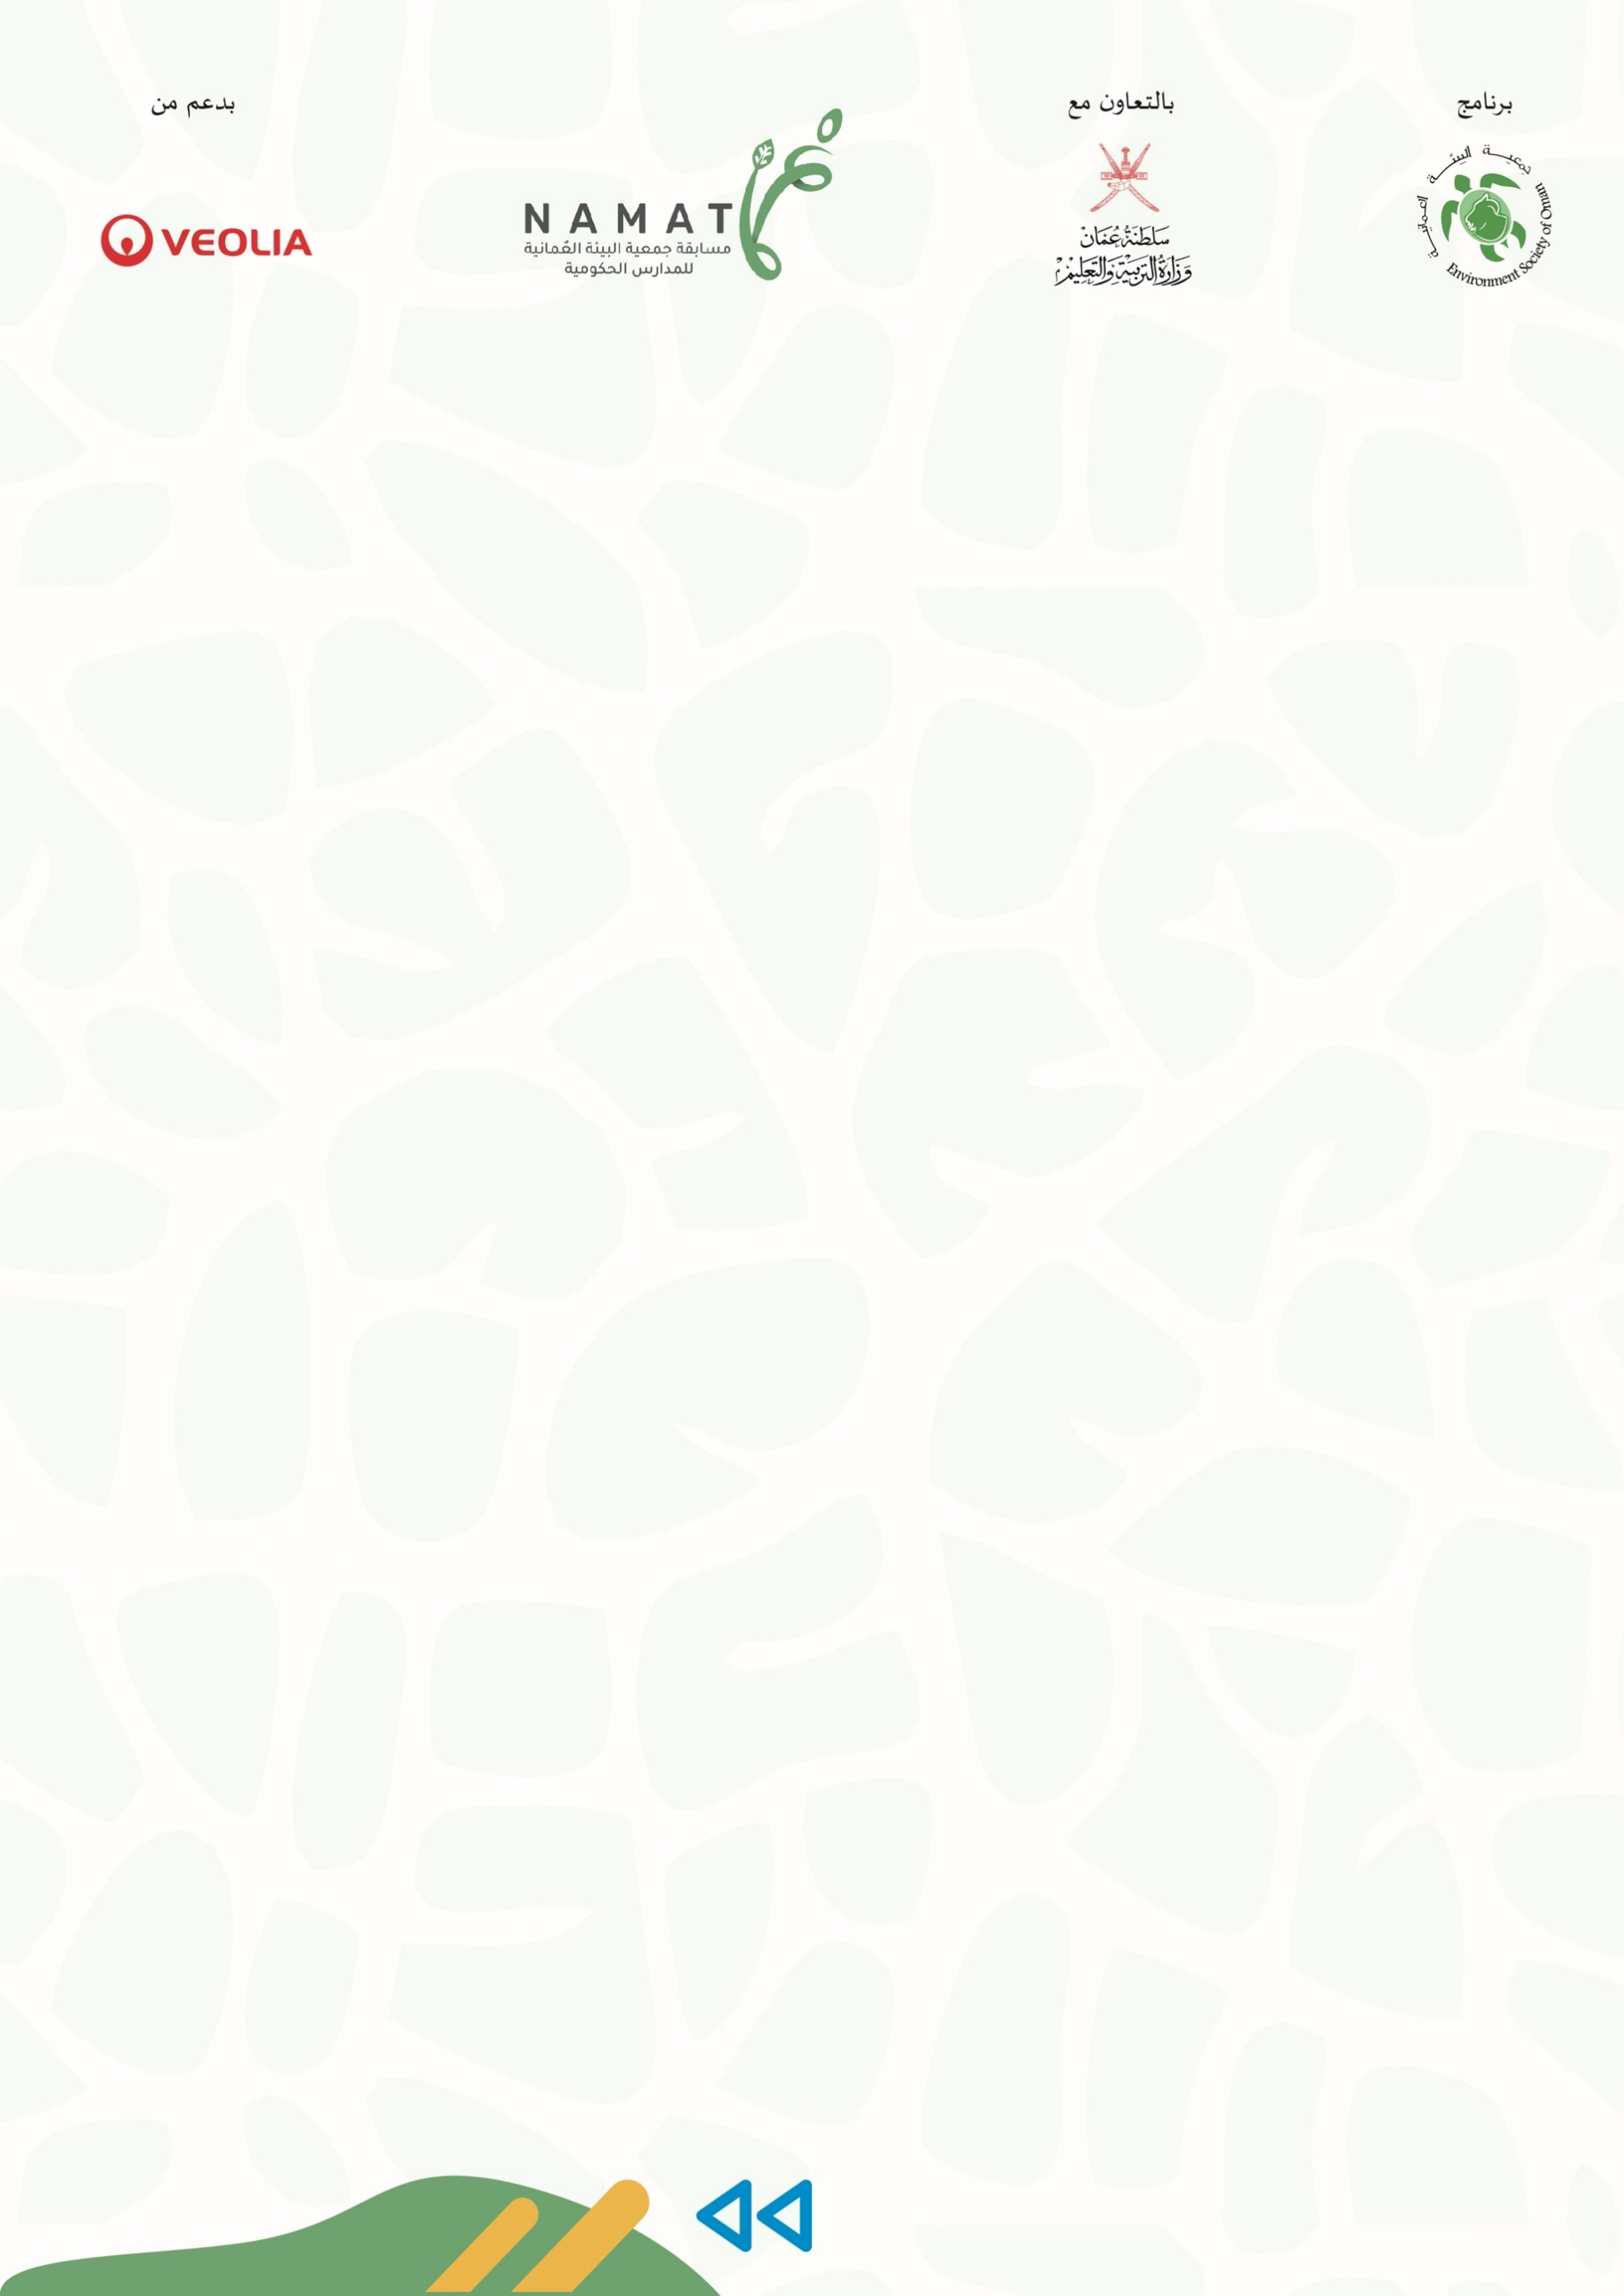 برنامج
جمعية البيئة العمانية
Environment Society of Oman
بالتعاون مع
سلطنة عمان
وزارة التربية والتعليم
NAMAT
مسابقة جمعية البيئة العُمانية
للمدارس الحكومية
بدعم من
VEOLIA